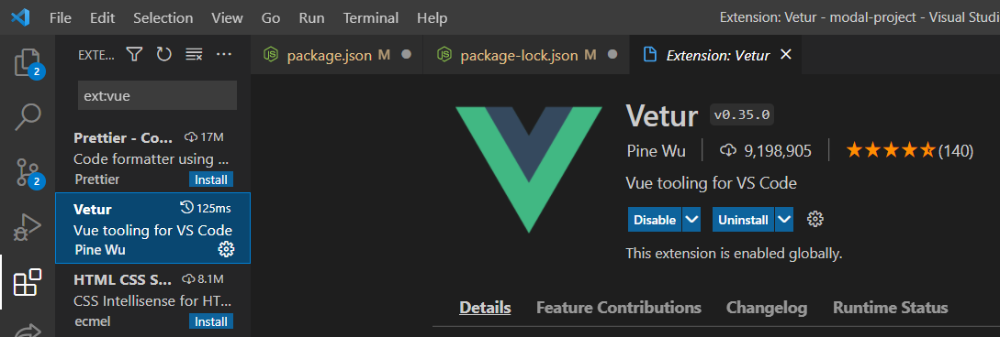 File Edit Selection View Go Run Terminal Help Extension: Vetur - modal-project - Visual Studi
EXTE... ...
package.json M
package-lock.json M
Extension: Vetur
2
ext:vue
Prettier - Co... 17M
Code formatter using ...
Prettier Install
2
Vetur 125ms
Vue tooling for VS Code
Pine Wu
HTML CSS S... 8.1M
CSS Intellisense for HT...
ecmel Install
Vetur v0.35.0
Pine Wu 9,198,905 (140)
Vue tooling for VS Code
Disable Uninstall
This extension is enabled globally.
Details Feature Contributions Changelog Runtime Status